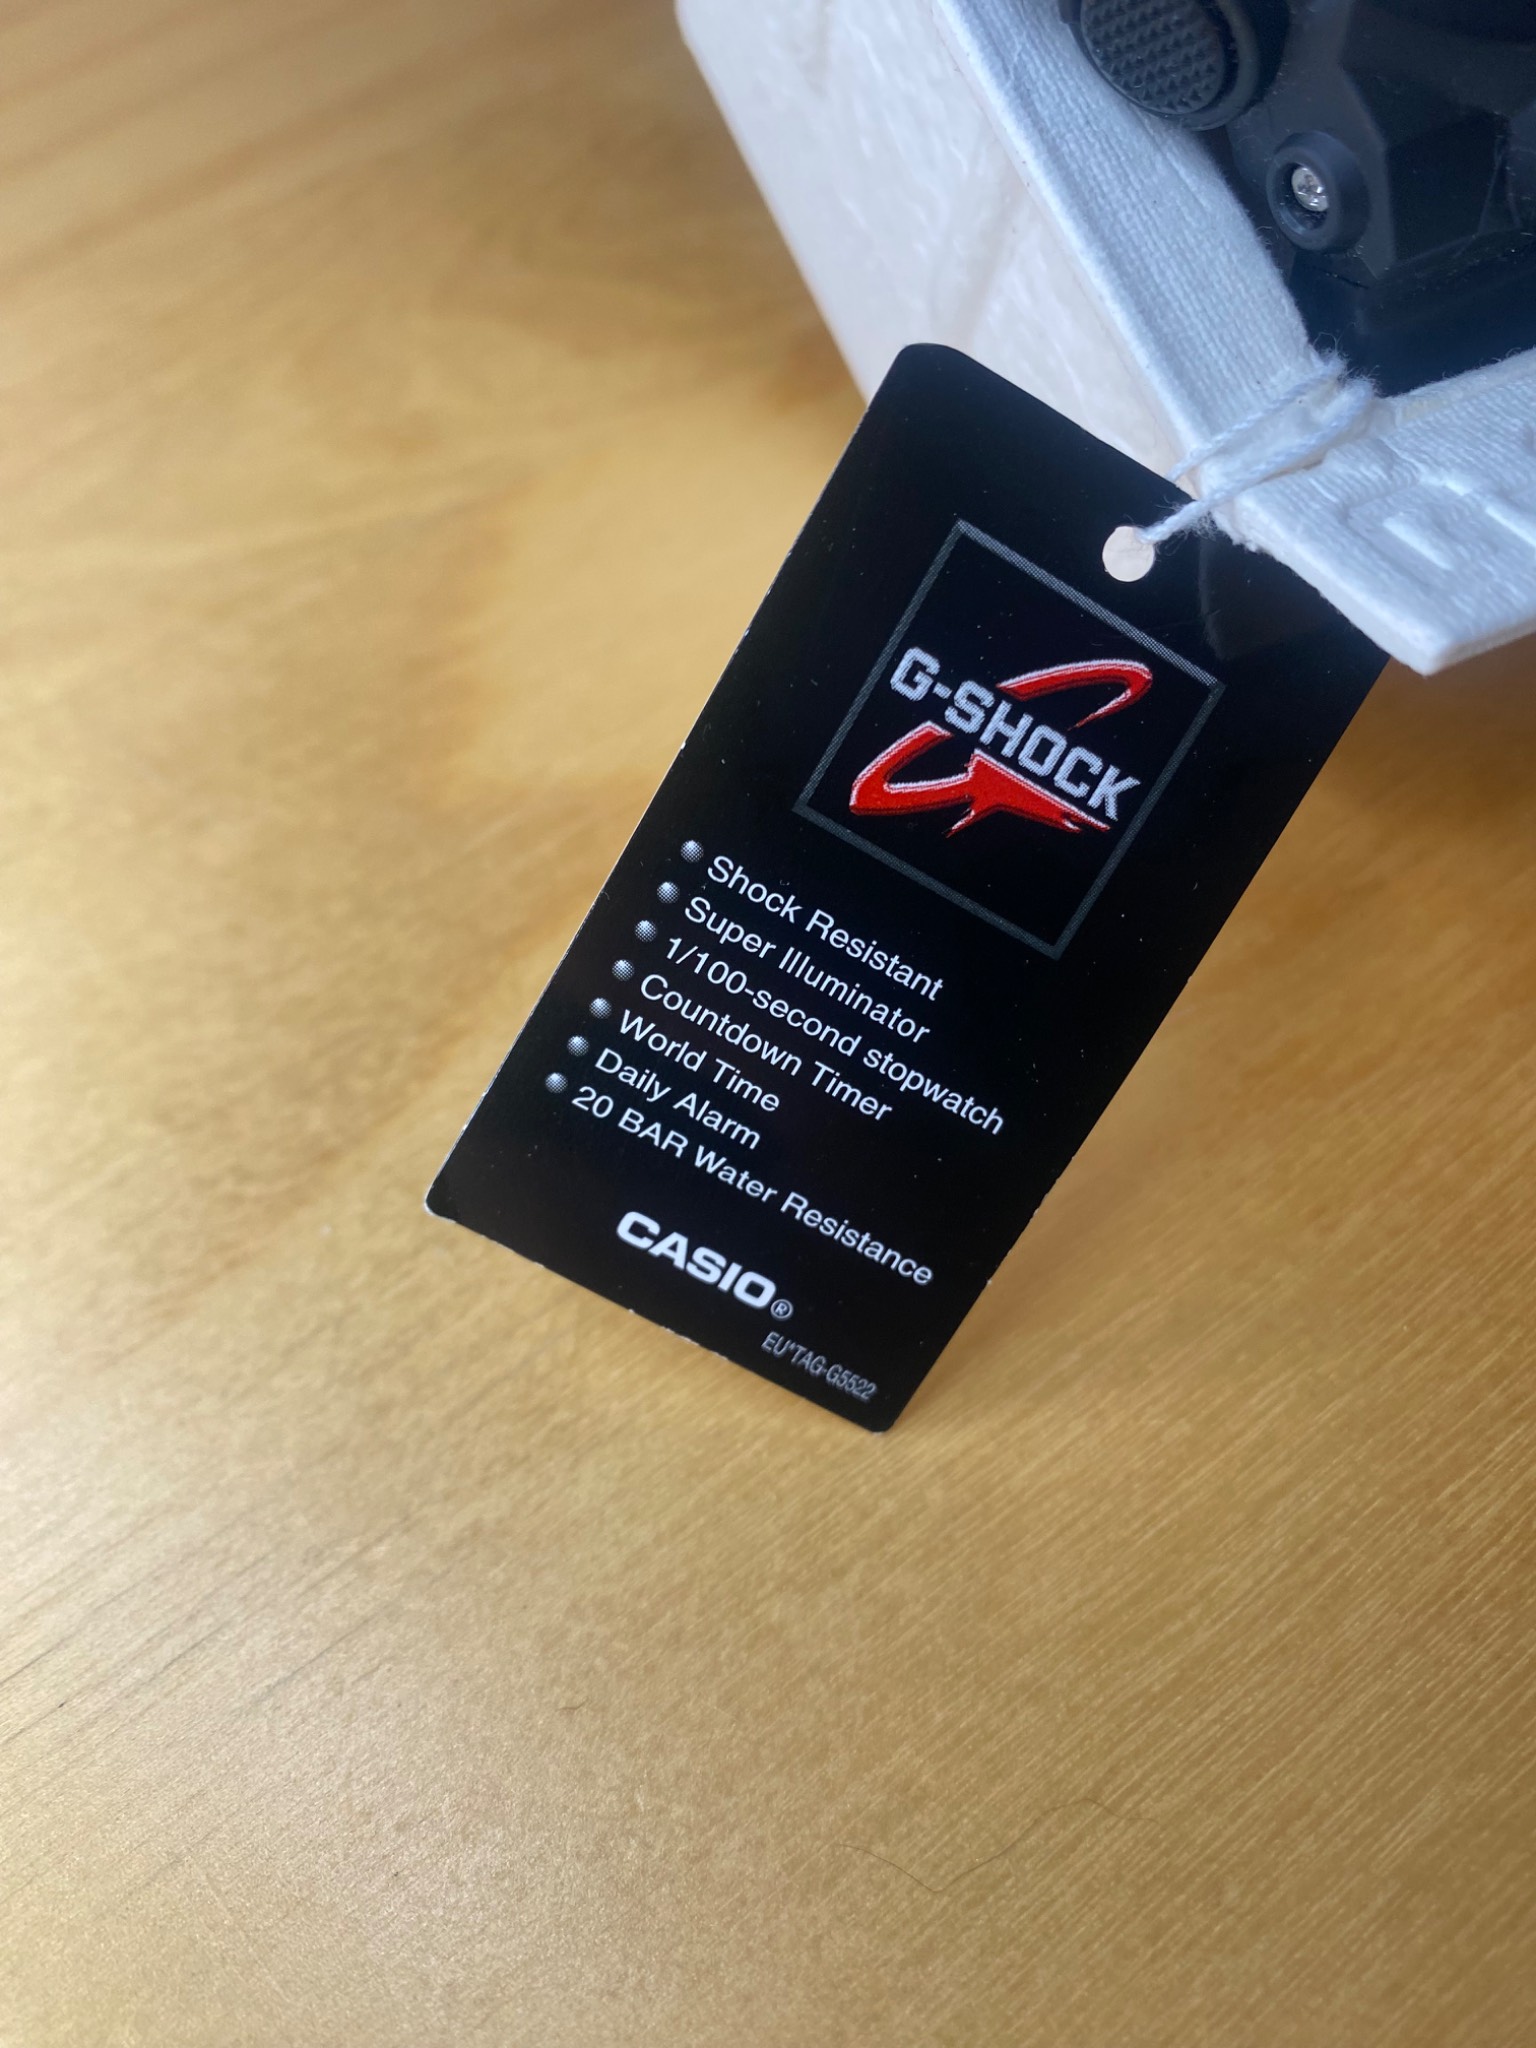 G-SHOCK
Shock Resistant
Super Illuminator
1/100-second stopwatch
Countdown Timer
World Time
Daily Alarm
20 BAR Water Resistance
CASIO®
EU*TAG-G5522